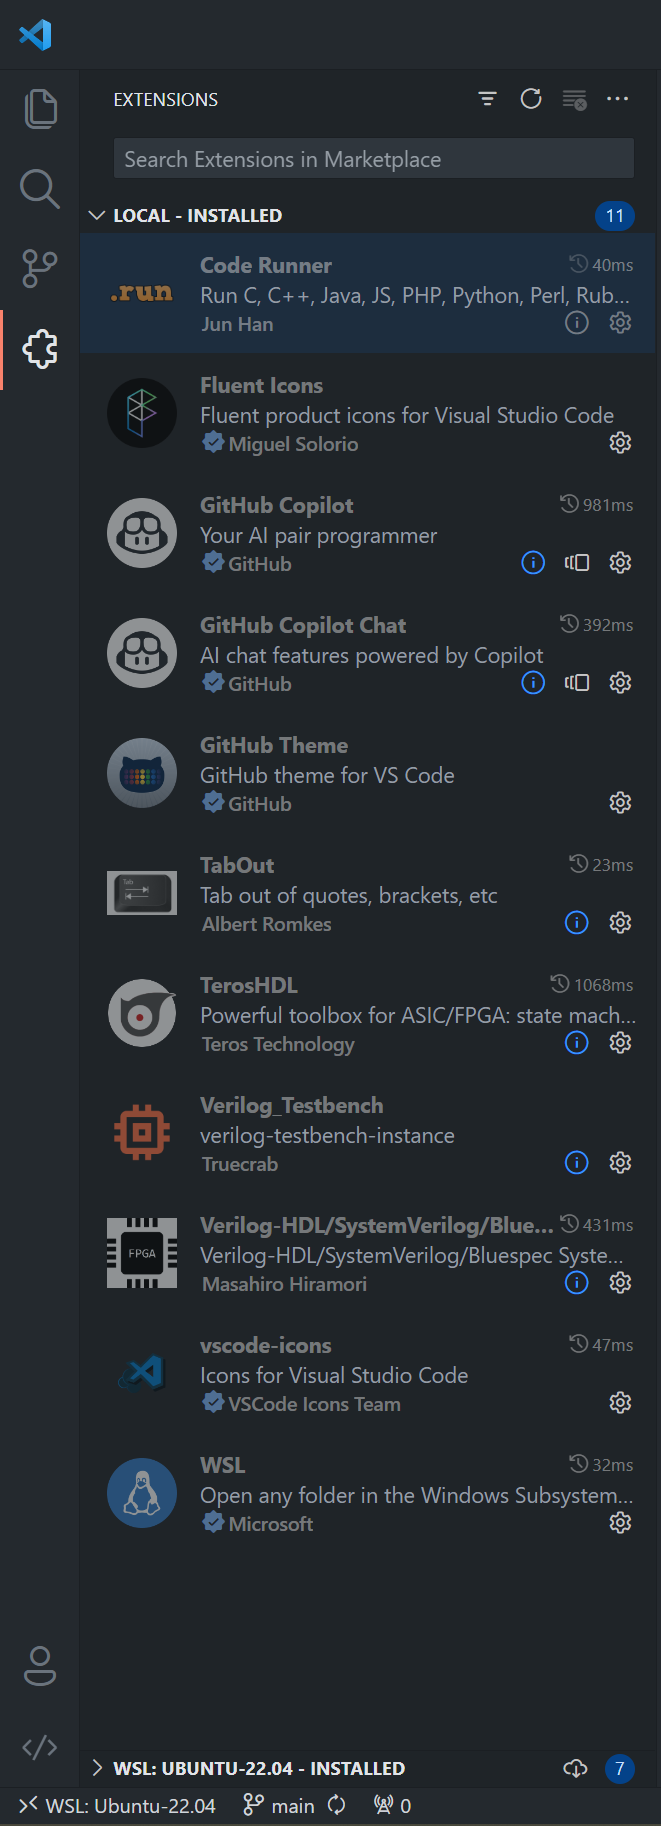 EXTENSIONS
Search Extensions in Marketplace
LOCAL - INSTALLED 11
Code Runner 40ms
.run
Run C, C++, Java, JS, PHP, Python, Perl, Rub...
Jun Han
Fluent Icons
Fluent product icons for Visual Studio Code
Miguel Solorio
GitHub Copilot 981ms
Your AI pair programmer
GitHub
GitHub Copilot Chat 392ms
AI chat features powered by Copilot
GitHub
GitHub Theme
GitHub theme for VS Code
GitHub
TabOut 23ms
Tab
Tab out of quotes, brackets, etc
Albert Romkes
TerosHDL 1068ms
Powerful toolbox for ASIC/FPGA: state mach...
Teros Technology
Verilog_Testbench
verilog-testbench-instance
Truecrab
Verilog-HDL/SystemVerilog/Blue... 431ms
FPGA
Verilog-HDL/SystemVerilog/Bluespec Syste...
Masahiro Hiramori
vscode-icons 47ms
Icons for Visual Studio Code
VSCode Icons Team
WSL 32ms
Open any folder in the Windows Subsystem...
Microsoft
WSL: UBUNTU-22.04 - INSTALLED 7
WSL: Ubuntu-22.04 main 0